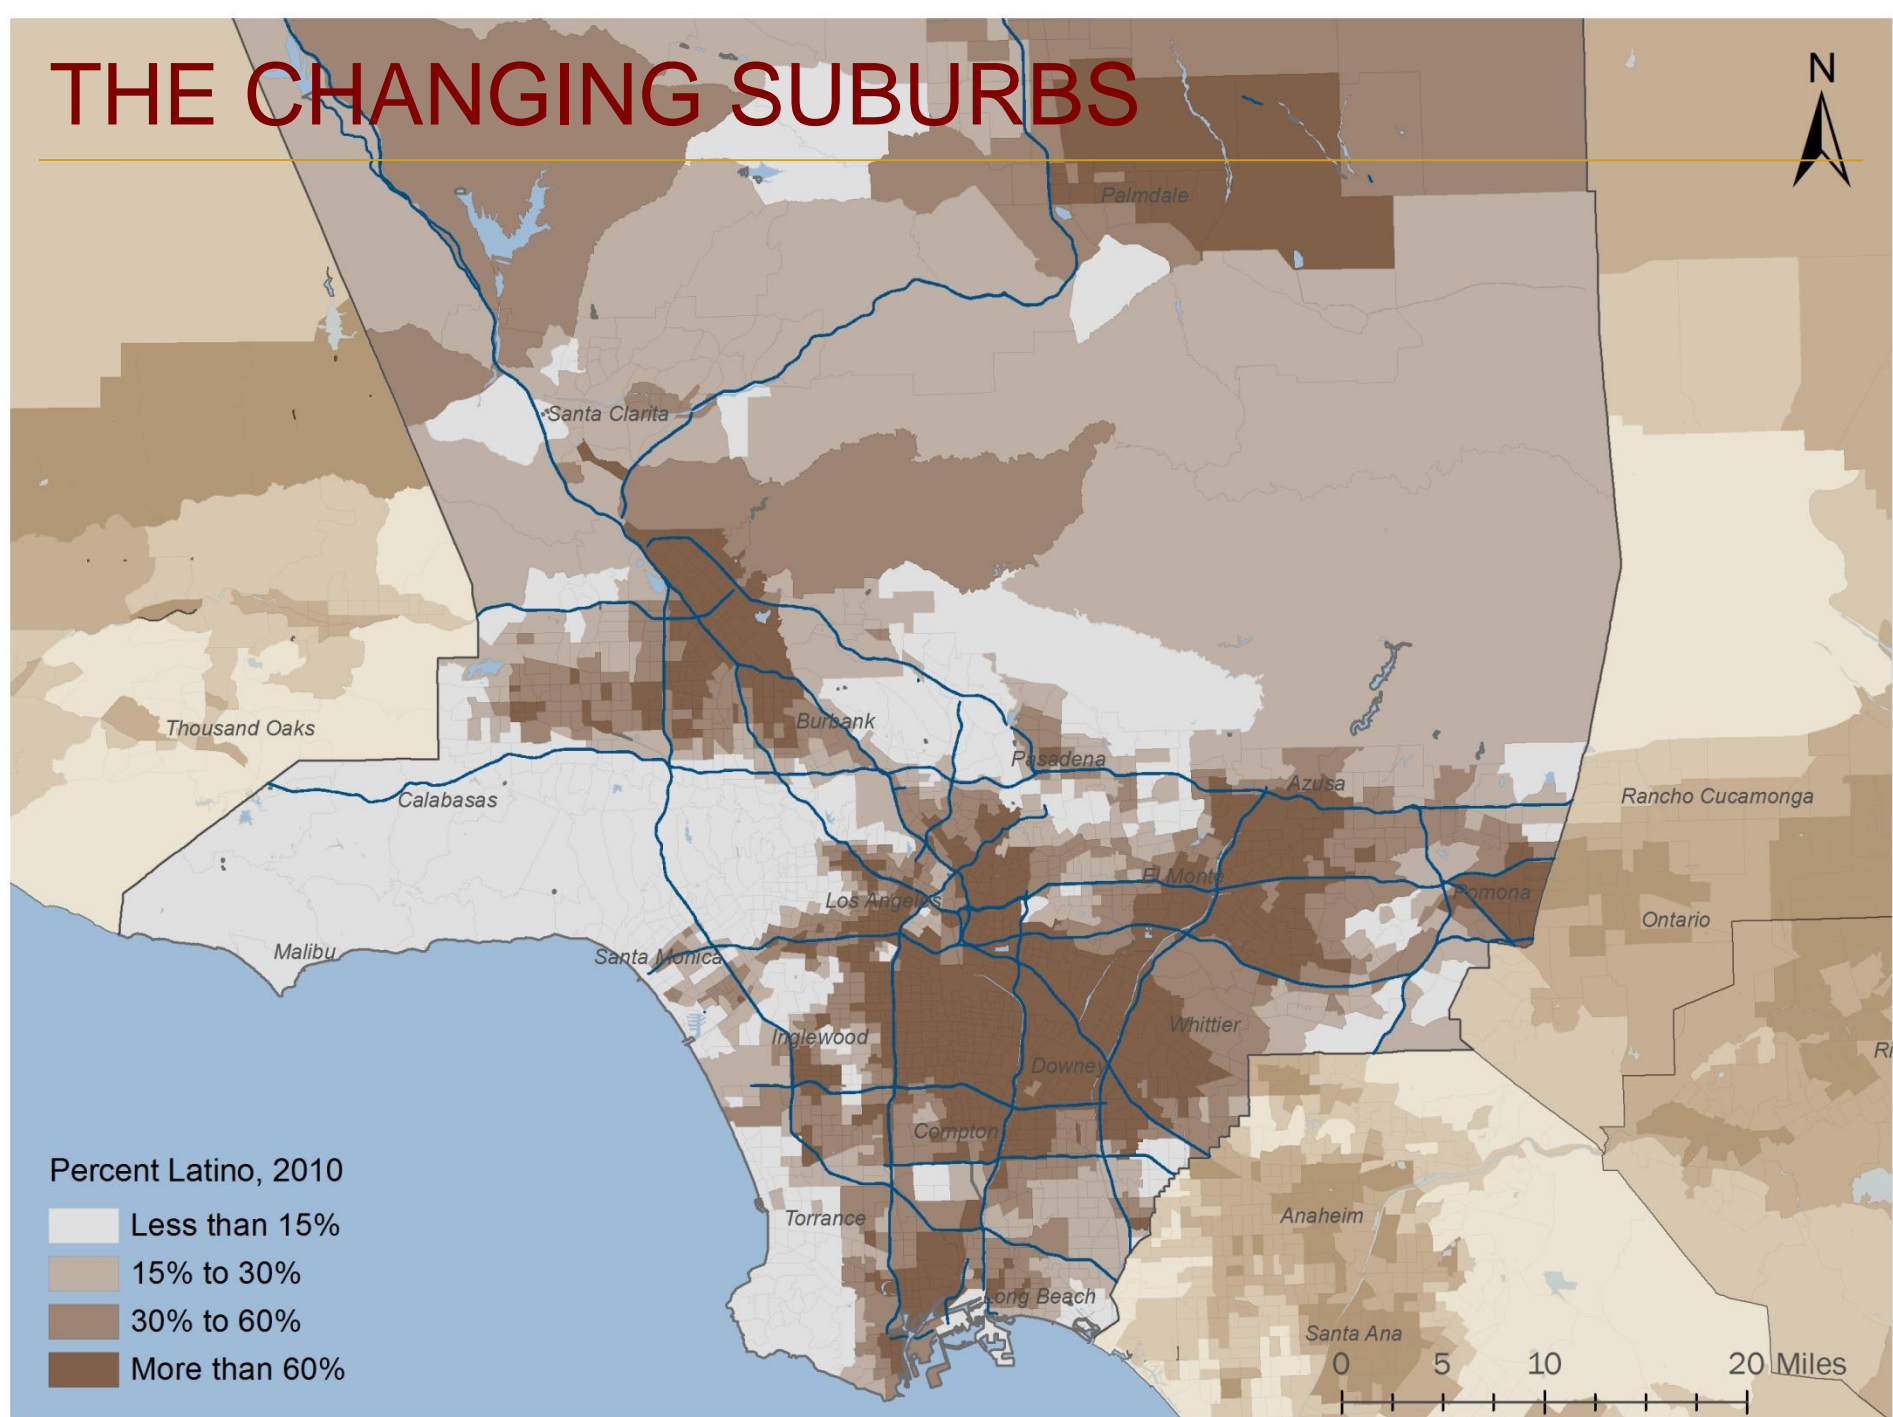 THE CHANGING SUBURBS
N
Palmdale
Santa Clarita
Thousand Oaks
Burbank
Pasadena
Azusa
Calabasas
Rancho Cucamonga
El Monte
Pomona
Los Angeles
Ontario
Malibu
Santa Monica
Inglewood
Whittier
Ri
Downey
Compton
Percent Latino, 2010
Less than 15%
15% to 30%
30% to 60%
More than 60%
Torrance
Anaheim
Long Beach
Santa Ana
0 5 10 20 Miles